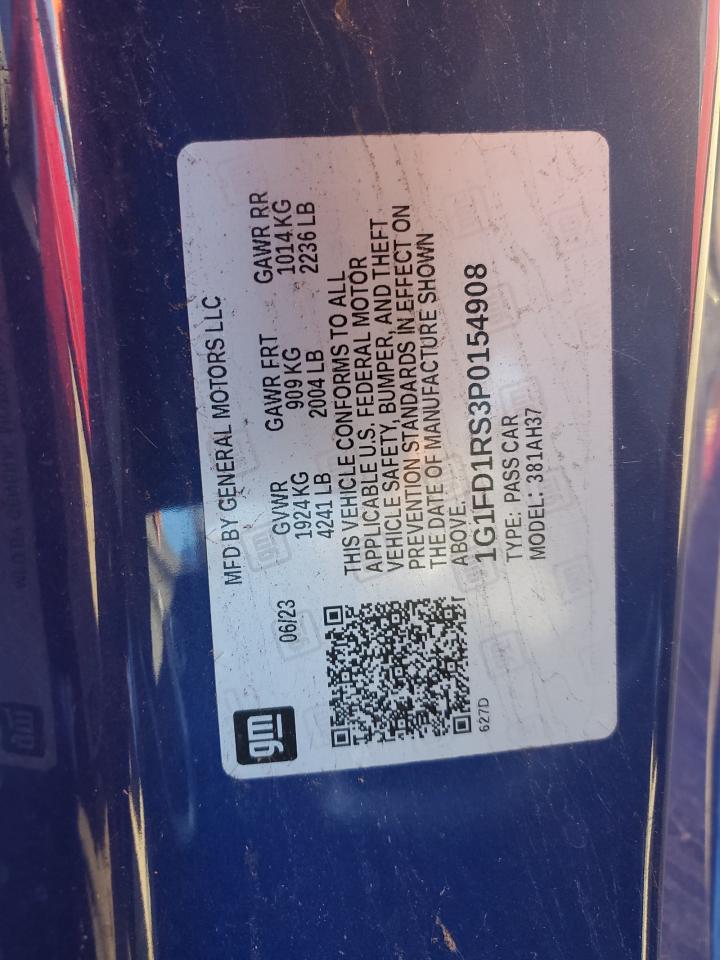 gm
06/23
MFD BY GENERAL MOTORS LLC
GVWR GAWR FRT GAWR RR
1924 KG 909 KG 1014 KG
4241 LB 2004 LB 2236 LB
THIS VEHICLE CONFORMS TO ALL
APPLICABLE U.S. FEDERAL MOTOR
VEHICLE SAFETY, BUMPER, AND THEFT
PREVENTION STANDARDS IN EFFECT ON
THE DATE OF MANUFACTURE SHOWN
ABOVE.
1G1FD1RS3P0154908
TYPE: PASS CAR
MODEL: 381AH37
627D